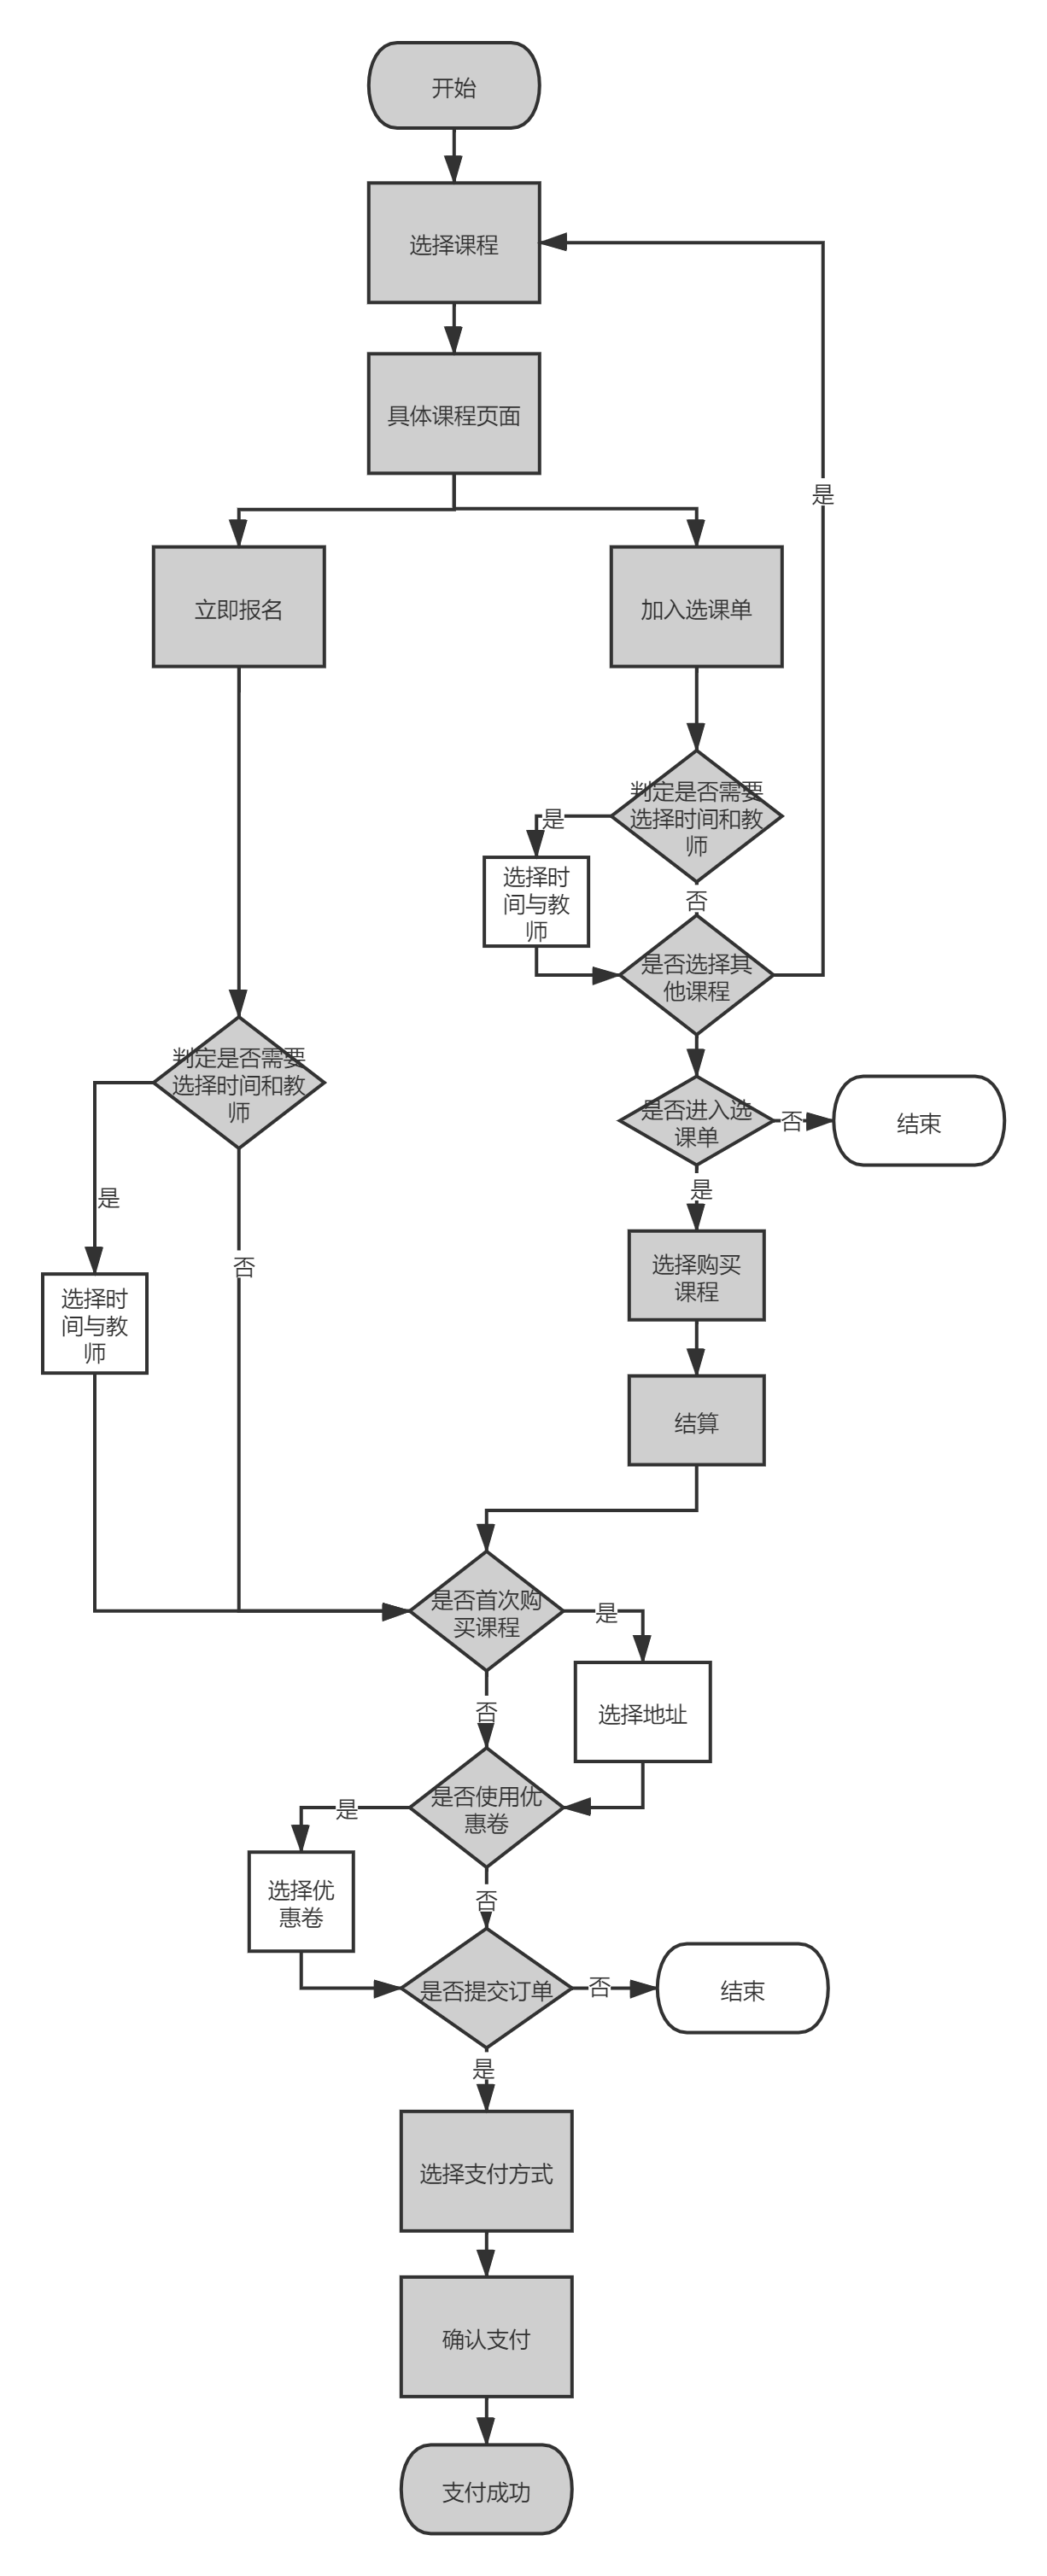 开始
选择课程
具体课程页面
是
立即报名
加入选课单
判定是否需要
选择时间和教
师
是
选择时
间与教
师
否
是否选择其
他课程
判定是否需要
选择时间和教
师
是否进入选
课单
否
结束
是
是
否
选择购买
课程
选择时
间与教
师
结算
是否首次购
买课程
是
否
选择地址
是否使用优
惠卷
是
选择优
惠卷
否
是否提交订单
否
结束
是
选择支付方式
确认支付
支付成功